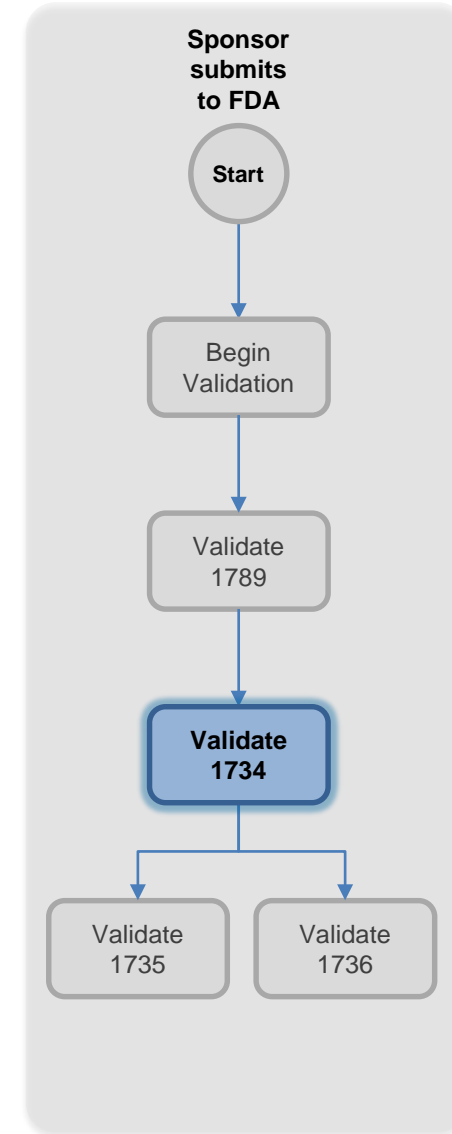 Sponsor
submits
to FDA
Start
Begin
Validation
Validate
1789
Validate
1734
Validate
1735
Validate
1736